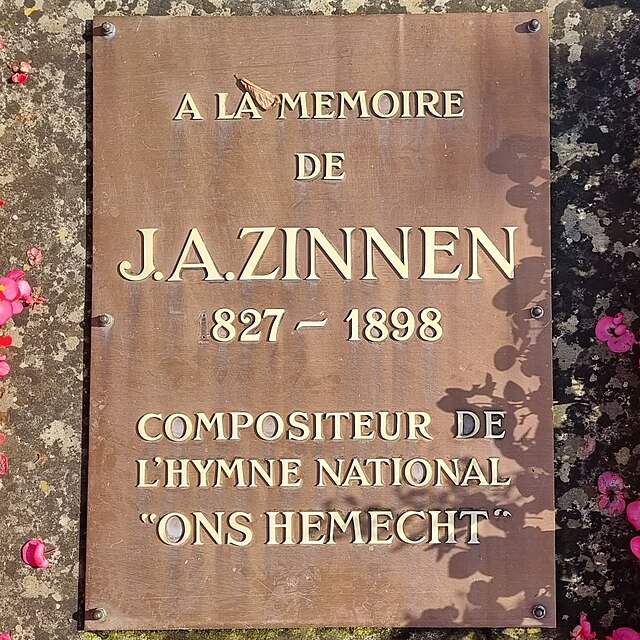 A LA MEMOIRE
DE
J.A.ZINNEN
1827 – 1898
COMPOSITEUR DE
L'HYMNE NATIONAL
"ONS HEMECHT"